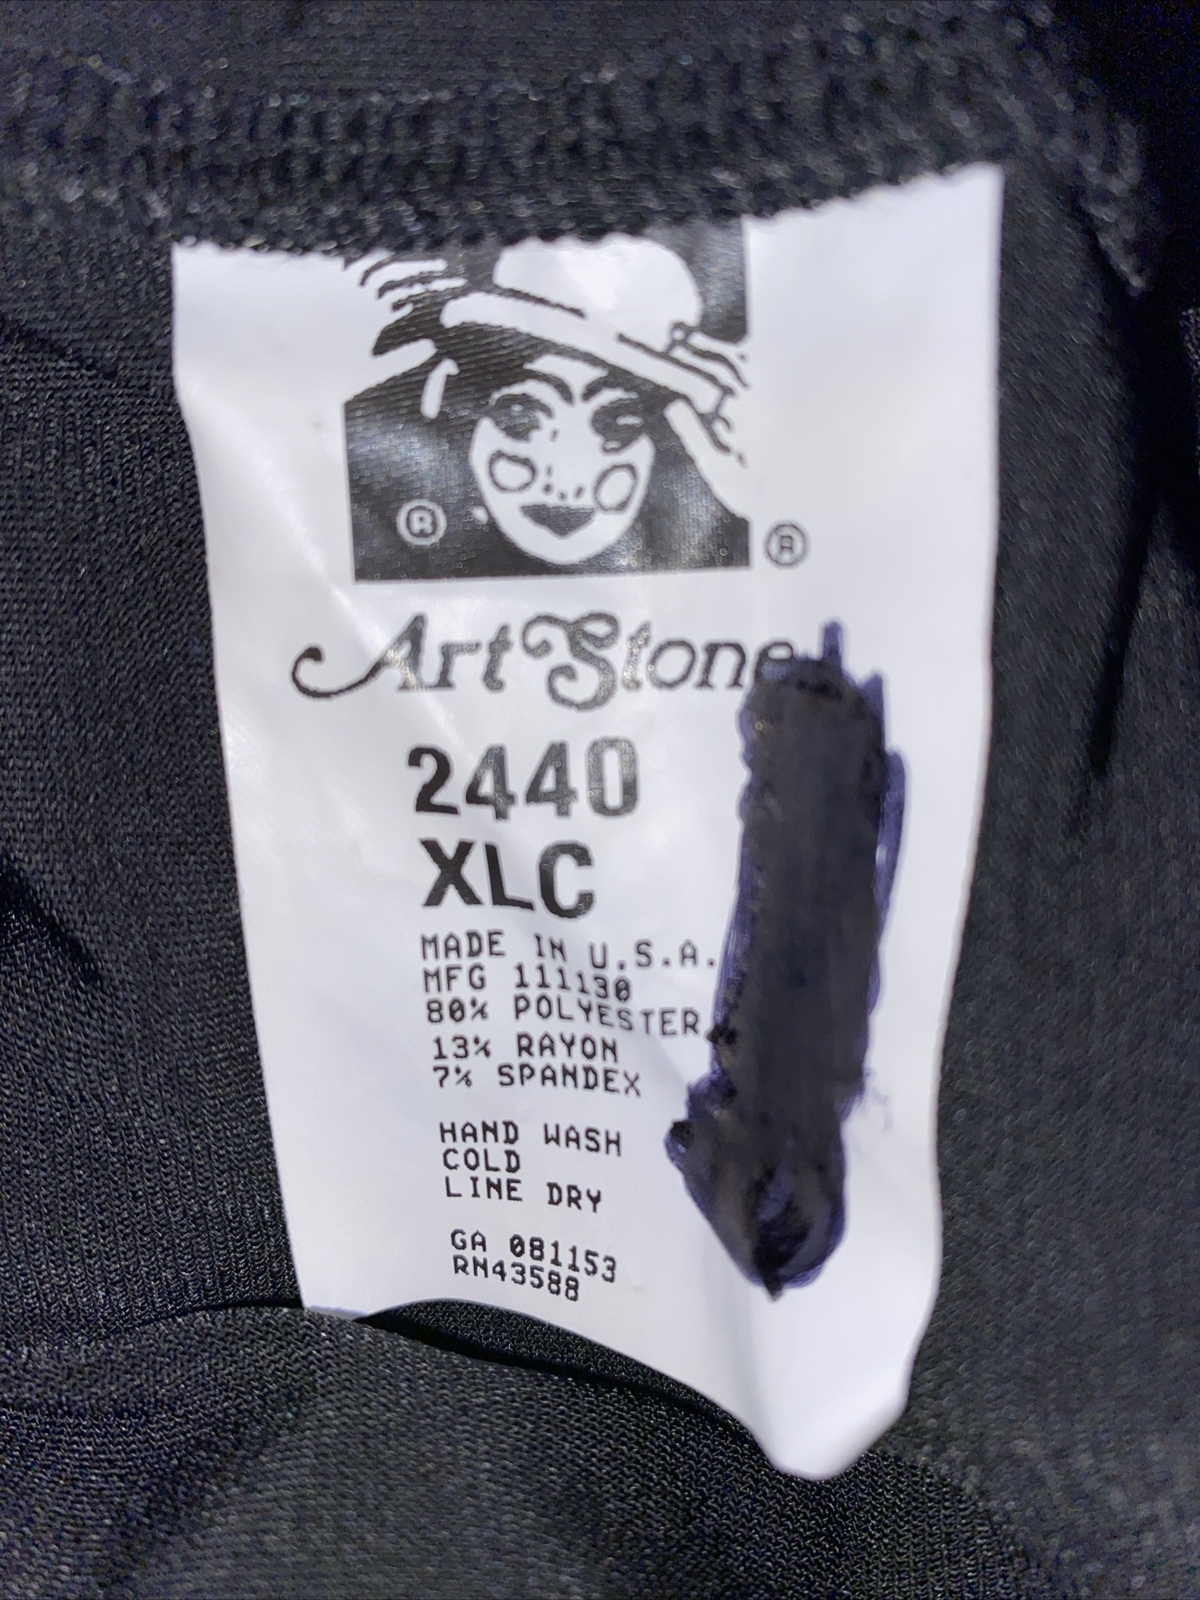 ®
®
Art Stone
2440
XLC
MADE IN U.S.A.
MFG 111130
80% POLYESTER
13% RAYON
7% SPANDEX
HAND WASH
COLD
LINE DRY
GA 081153
RN43588